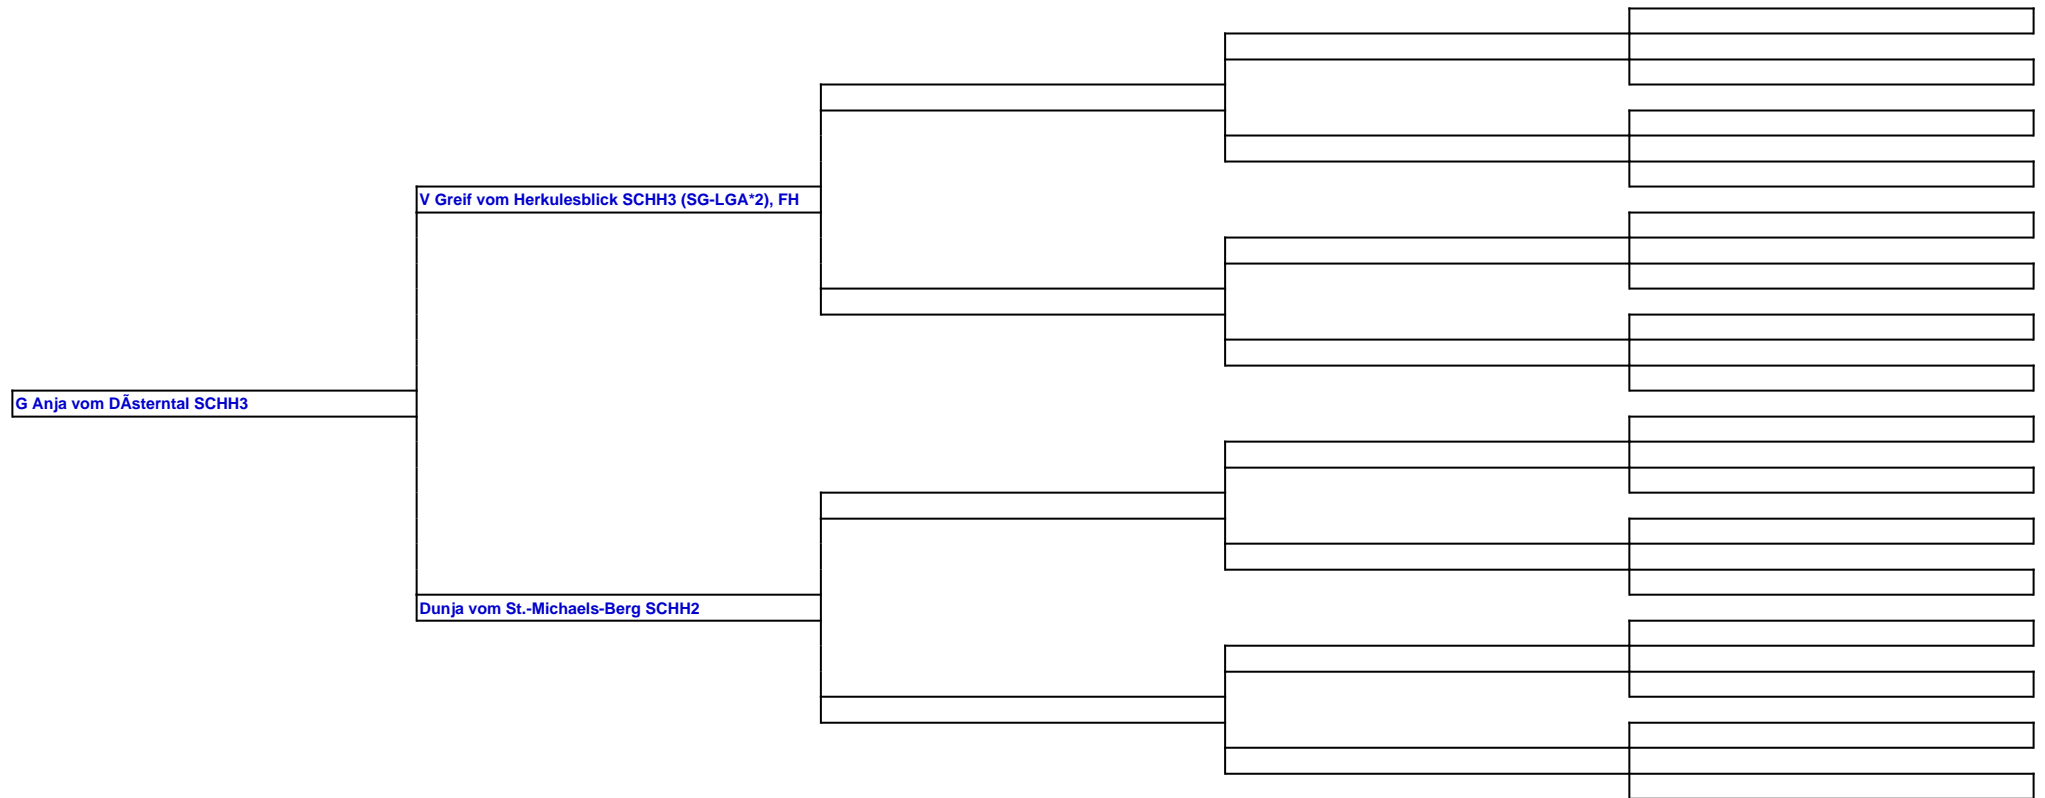 V Greif vom Herkulesblick SCHH3 (SG-LGA*2), FH
G Anja vom DÃsterntal SCHH3
Dunja vom St.-Michaels-Berg SCHH2